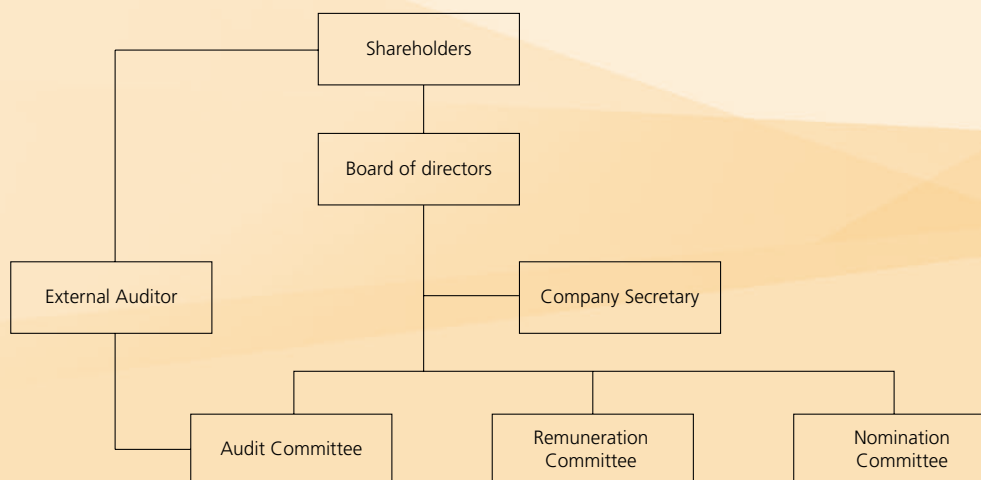 Shareholders
Board of directors
External Auditor
Company Secretary
Audit Committee
Remuneration
Committee
Nomination
Committee